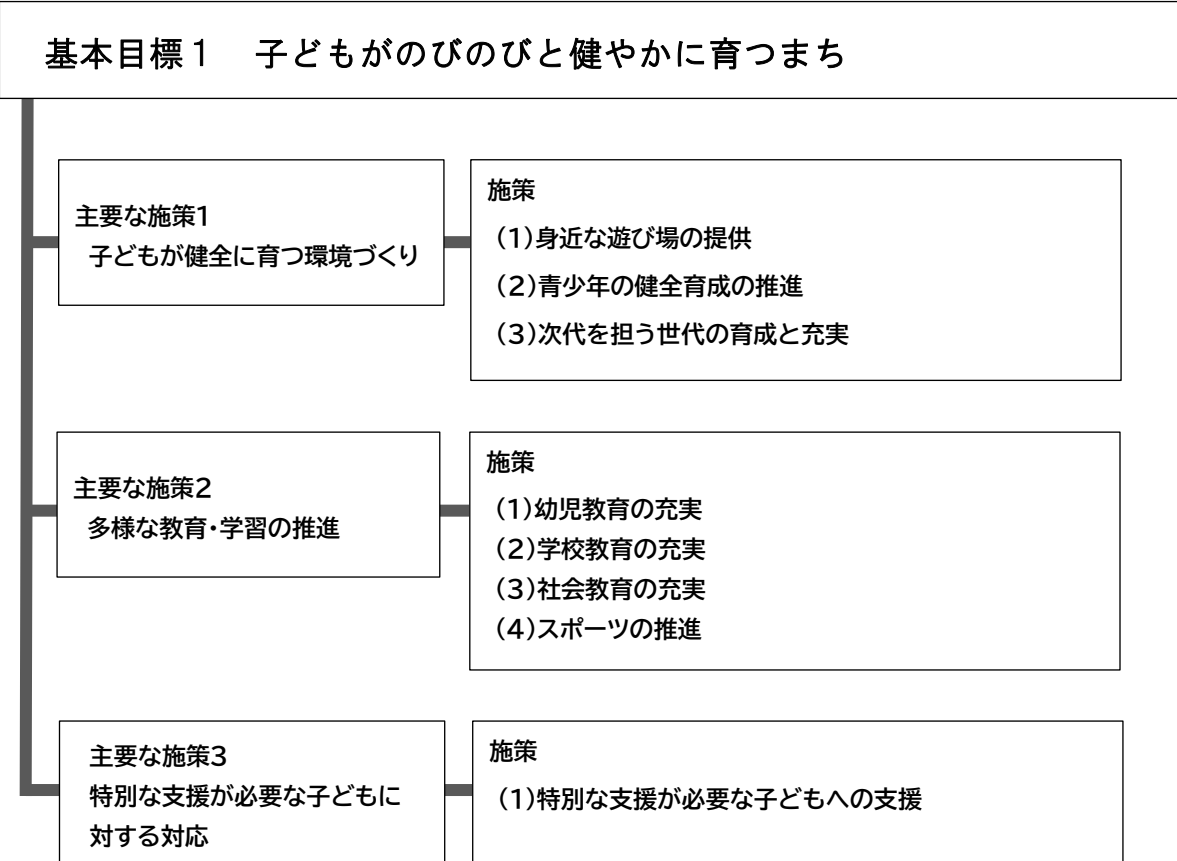 基本目標1　子どもがのびのびと健やかに育つまち
主要な施策1
子どもが健全に育つ環境づくり
施策
(1)身近な遊び場の提供
(2)青少年の健全育成の推進
(3)次代を担う世代の育成と充実
主要な施策2
多様な教育・学習の推進
施策
(1)幼児教育の充実
(2)学校教育の充実
(3)社会教育の充実
(4)スポーツの推進
主要な施策3
特別な支援が必要な子どもに
対する対応
施策
(1)特別な支援が必要な子どもへの支援